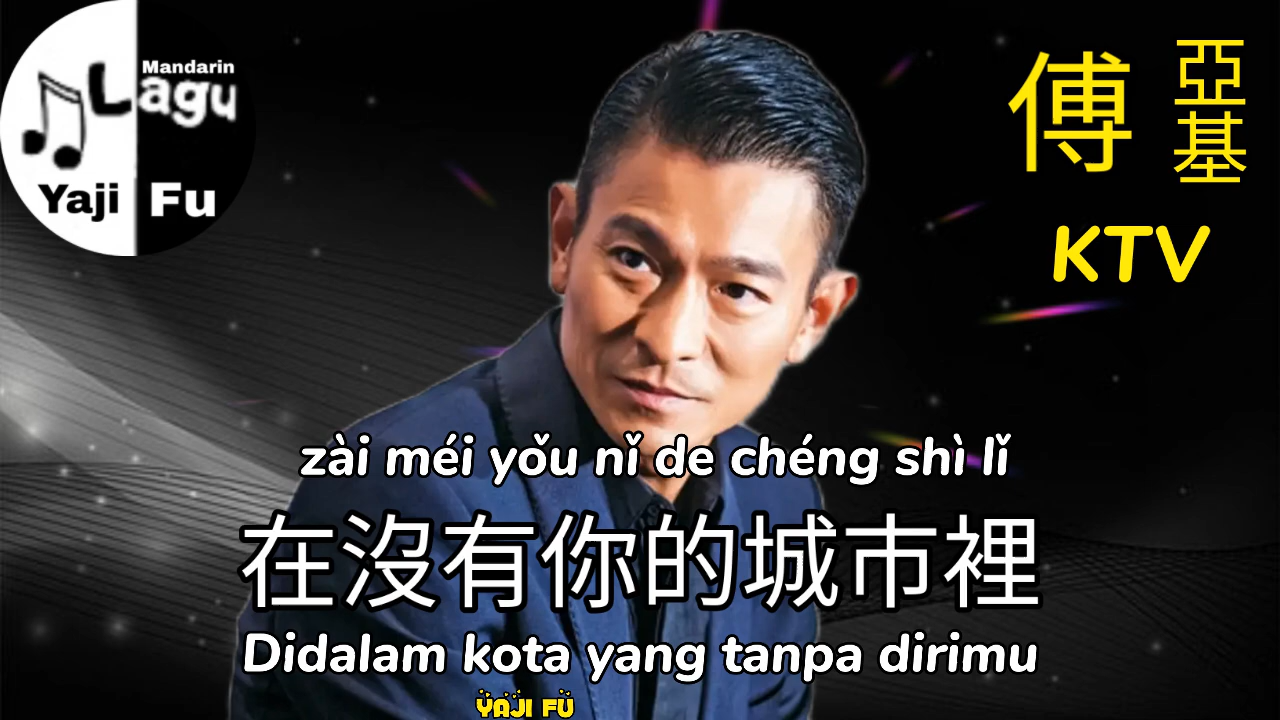 Mandarin
Lagu
Yaji Fu
傅 亞基
KTV
zài méi yǒu nǐ de chéng shì lǐ
在沒有你的城市裡
Didalam kota yang tanpa dirimu
YAJI FU